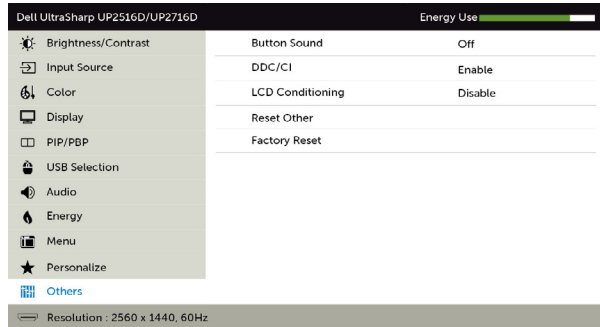 Dell UltraSharp UP2516D/UP2716D Energy Use
Brightness/Contrast Button Sound Off
Input Source DDC/CI Enable
Color LCD Conditioning Disable
Display Reset Other
PIP/PBP Factory Reset
USB Selection
Audio
Energy
Menu
Personalize
Others
Resolution : 2560 x 1440, 60Hz